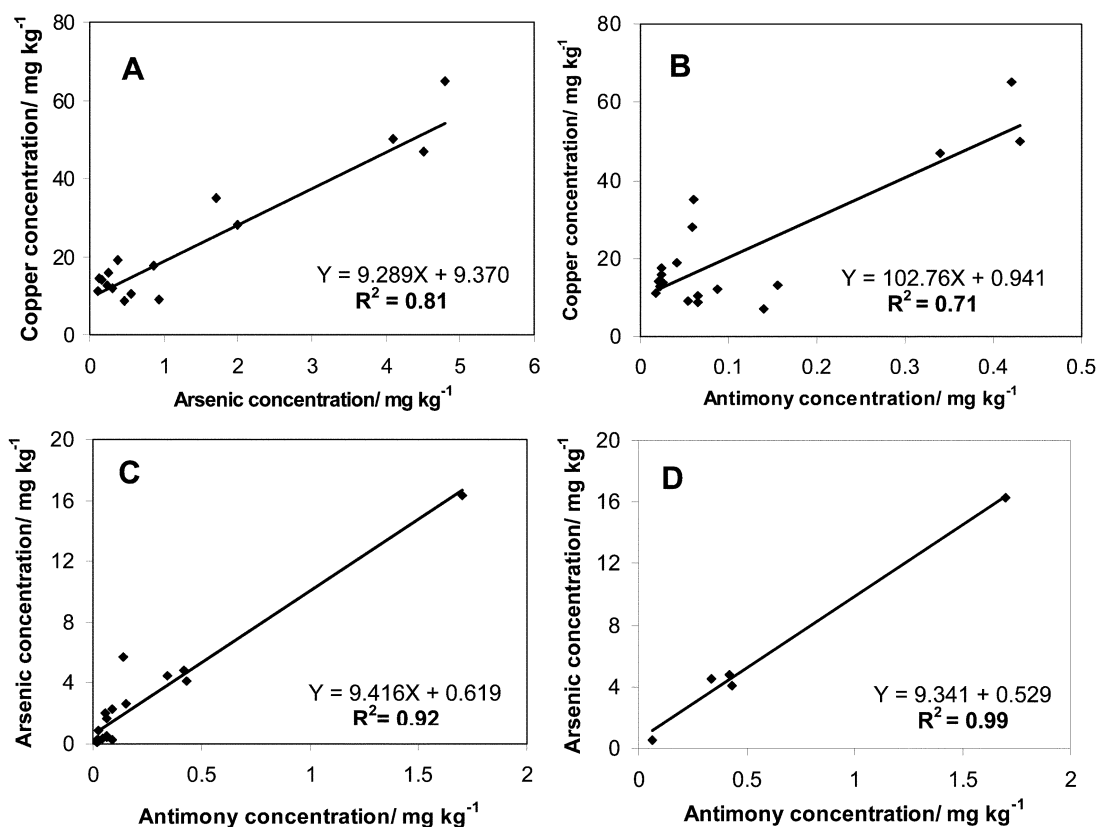 A
80
60
40
20
0
0 1 2 3 4 5 6
Copper concentration/ mg kg⁻¹
Arsenic concentration/ mg kg⁻¹
Y = 9.289X + 9.370
R² = 0.81
B
80
60
40
20
0
0 0.1 0.2 0.3 0.4 0.5
Copper concentration/ mg kg⁻¹
Antimony concentration/ mg kg⁻¹
Y = 102.76X + 0.941
R² = 0.71
C
20
16
12
8
4
0
0 0.5 1 1.5 2
Arsenic concentration/ mg kg⁻¹
Antimony concentration/ mg kg⁻¹
Y = 9.416X + 0.619
R²= 0.92
D
20
16
12
8
4
0
0 0.5 1 1.5 2
Arsenic concentration/ mg kg⁻¹
Antimony concentration/ mg kg⁻¹
Y = 9.341 + 0.529
R² = 0.99